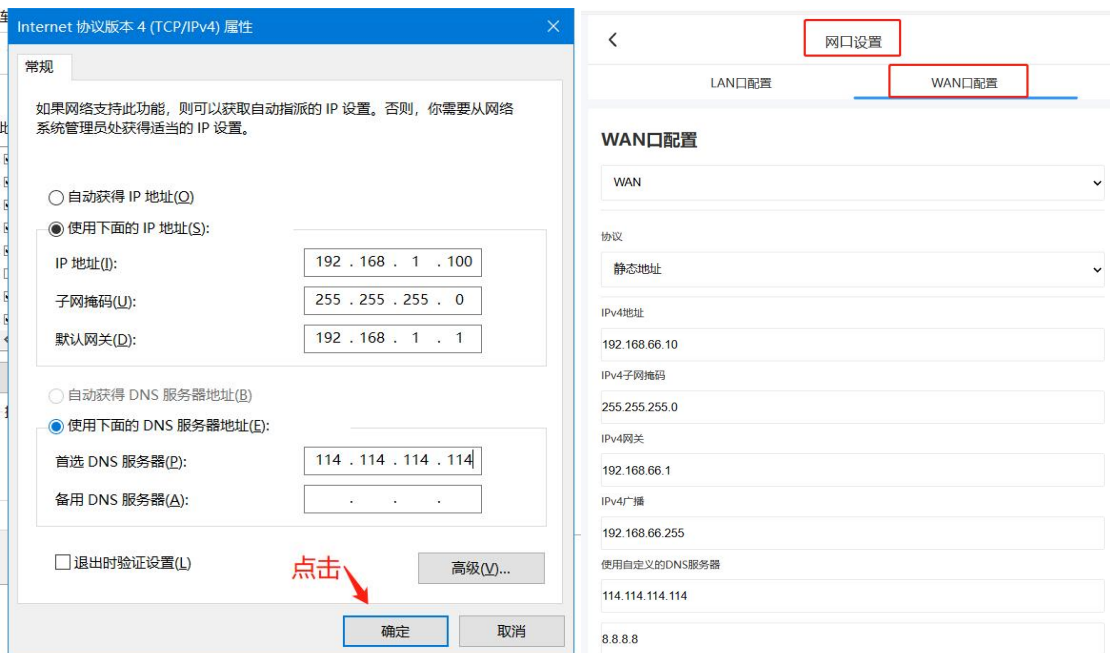 Internet 协议版本 4 (TCP/IPv4) 属性
常规
如果网络支持此功能，则可以获取自动指派的 IP 设置。否则，你需要从网络
系统管理员处获得适当的 IP 设置。
自动获得 IP 地址(O)
使用下面的 IP 地址(S):
IP 地址(I):
192 . 168 . 1 . 100
子网掩码(U):
255 . 255 . 255 . 0
默认网关(D):
192 . 168 . 1 . 1
自动获得 DNS 服务器地址(B)
使用下面的 DNS 服务器地址(E):
首选 DNS 服务器(P):
114 . 114 . 114 . 114
备用 DNS 服务器(A):
. . .
退出时验证设置(L)
点击
高级(V)...
确定
取消
网口设置
LAN口配置
WAN口配置
WAN口配置
WAN
协议
静态地址
IPv4地址
192.168.66.10
IPv4子网掩码
255.255.255.0
IPv4网关
192.168.66.1
IPv4广播
192.168.66.255
使用自定义的DNS服务器
114.114.114.114
8.8.8.8